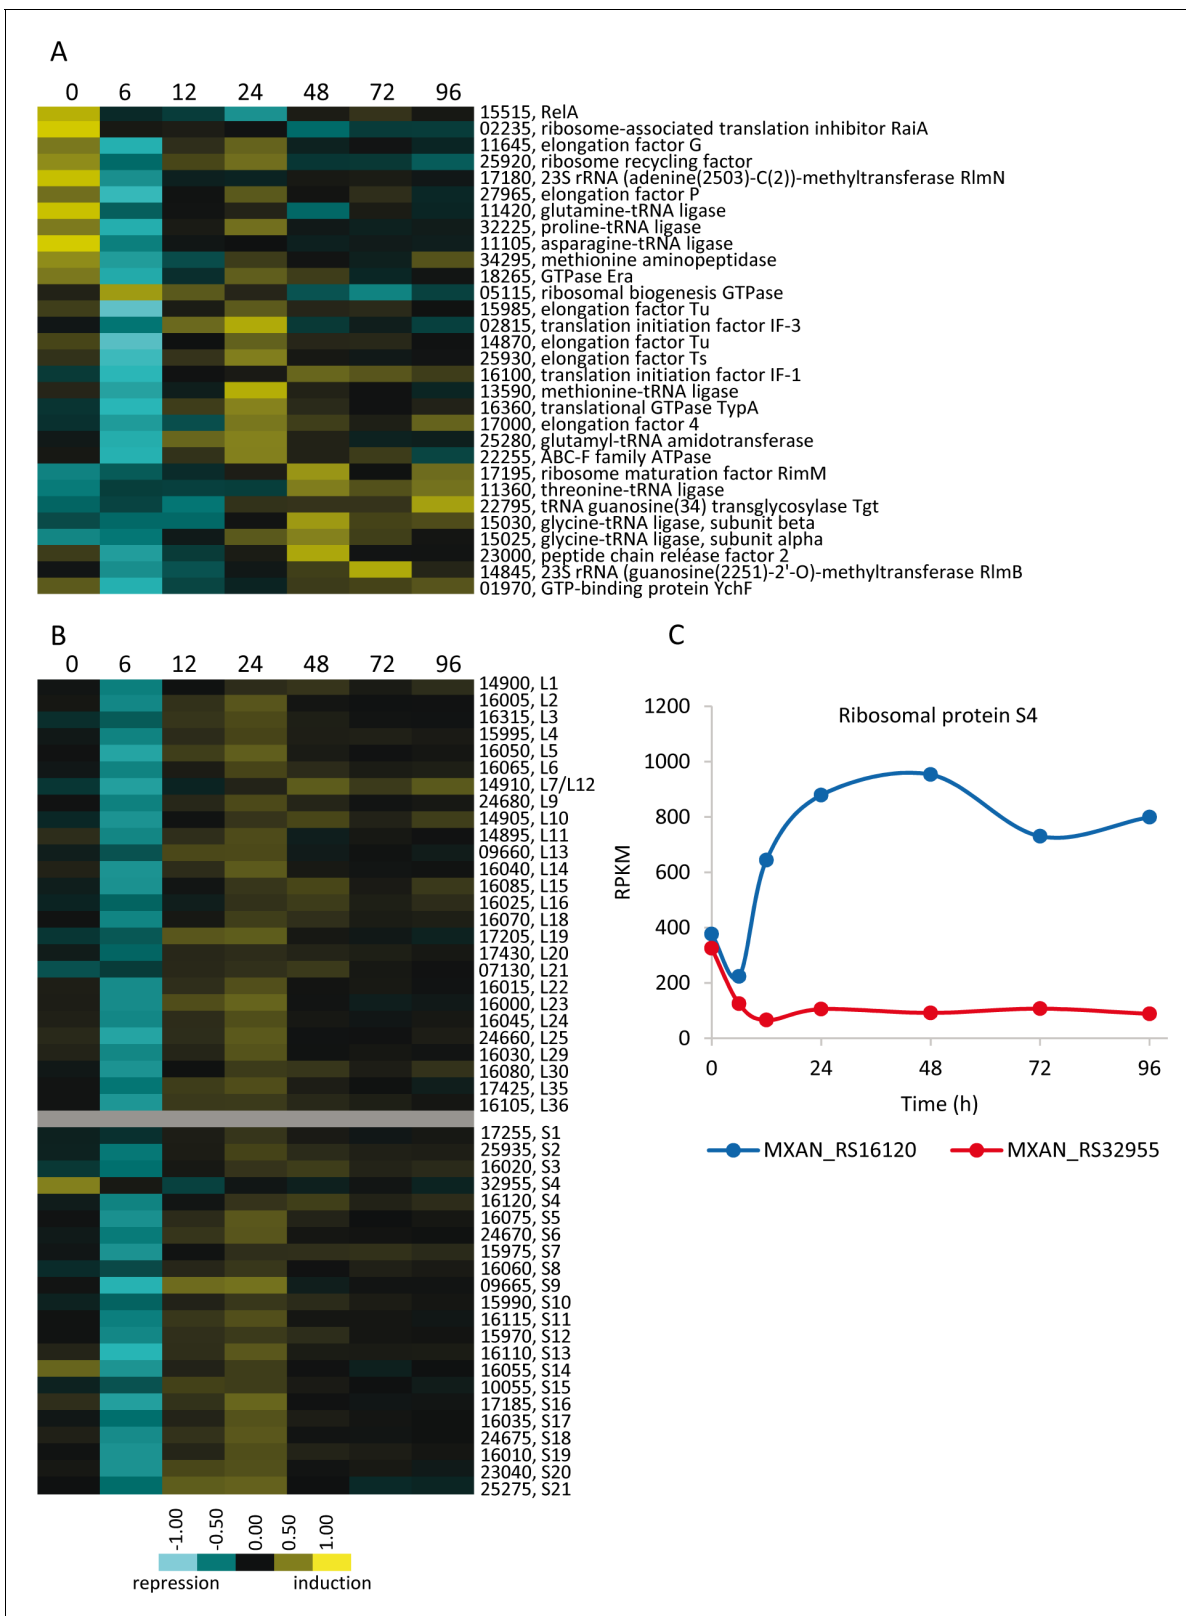 A
0 6 12 24 48 72 96
15515, RelA
02235, ribosome-associated translation inhibitor RaiA
11645, elongation factor G
25920, ribosome recycling factor
17180, 23S rRNA (adenine(2503)-C(2))-methyltransferase RlmN
27965, elongation factor P
11420, glutamine-tRNA ligase
32225, proline-tRNA ligase
11105, asparagine-tRNA ligase
34295, methionine aminopeptidase
18265, GTPase Era
05115, ribosomal biogenesis GTPase
15985, elongation factor Tu
02815, translation initiation factor IF-3
14870, elongation factor Tu
25930, elongation factor Ts
16100, translation initiation factor IF-1
13590, methionine-tRNA ligase
16360, translational GTPase TypA
17000, elongation factor 4
25280, glutamyl-tRNA amidotransferase
22255, ABC-F family ATPase
17195, ribosome maturation factor RimM
11360, threonine-tRNA ligase
22795, tRNA guanosine(34) transglycosylase Tgt
15030, glycine-tRNA ligase, subunit beta
15025, glycine-tRNA ligase, subunit alpha
23000, peptide chain release factor 2
14845, 23S rRNA (guanosine(2251)-2'-O)-methyltransferase RlmB
01970, GTP-binding protein YchF
B
0 6 12 24 48 72 96
14900, L1
16005, L2
16315, L3
15995, L4
16050, L5
16065, L6
14910, L7/L12
24680, L9
14905, L10
14895, L11
09660, L13
16040, L14
16085, L15
16025, L16
16070, L18
17205, L19
17430, L20
07130, L21
16015, L22
16000, L23
16045, L24
24660, L25
16030, L29
16080, L30
17425, L35
16105, L36
17255, S1
25935, S2
16020, S3
32955, S4
16120, S4
16075, S5
24670, S6
15975, S7
16060, S8
09665, S9
15990, S10
16115, S11
15970, S12
16110, S13
16055, S14
10055, S15
17185, S16
16035, S17
24675, S18
16010, S19
23040, S20
25275, S21
-1.00 -0.50 0.00 0.50 1.00
repression induction
C
Ribosomal protein S4
1200
1000
800
600
400
200
0
RPKM
0 24 48 72 96
Time (h)
MXAN_RS16120 MXAN_RS32955